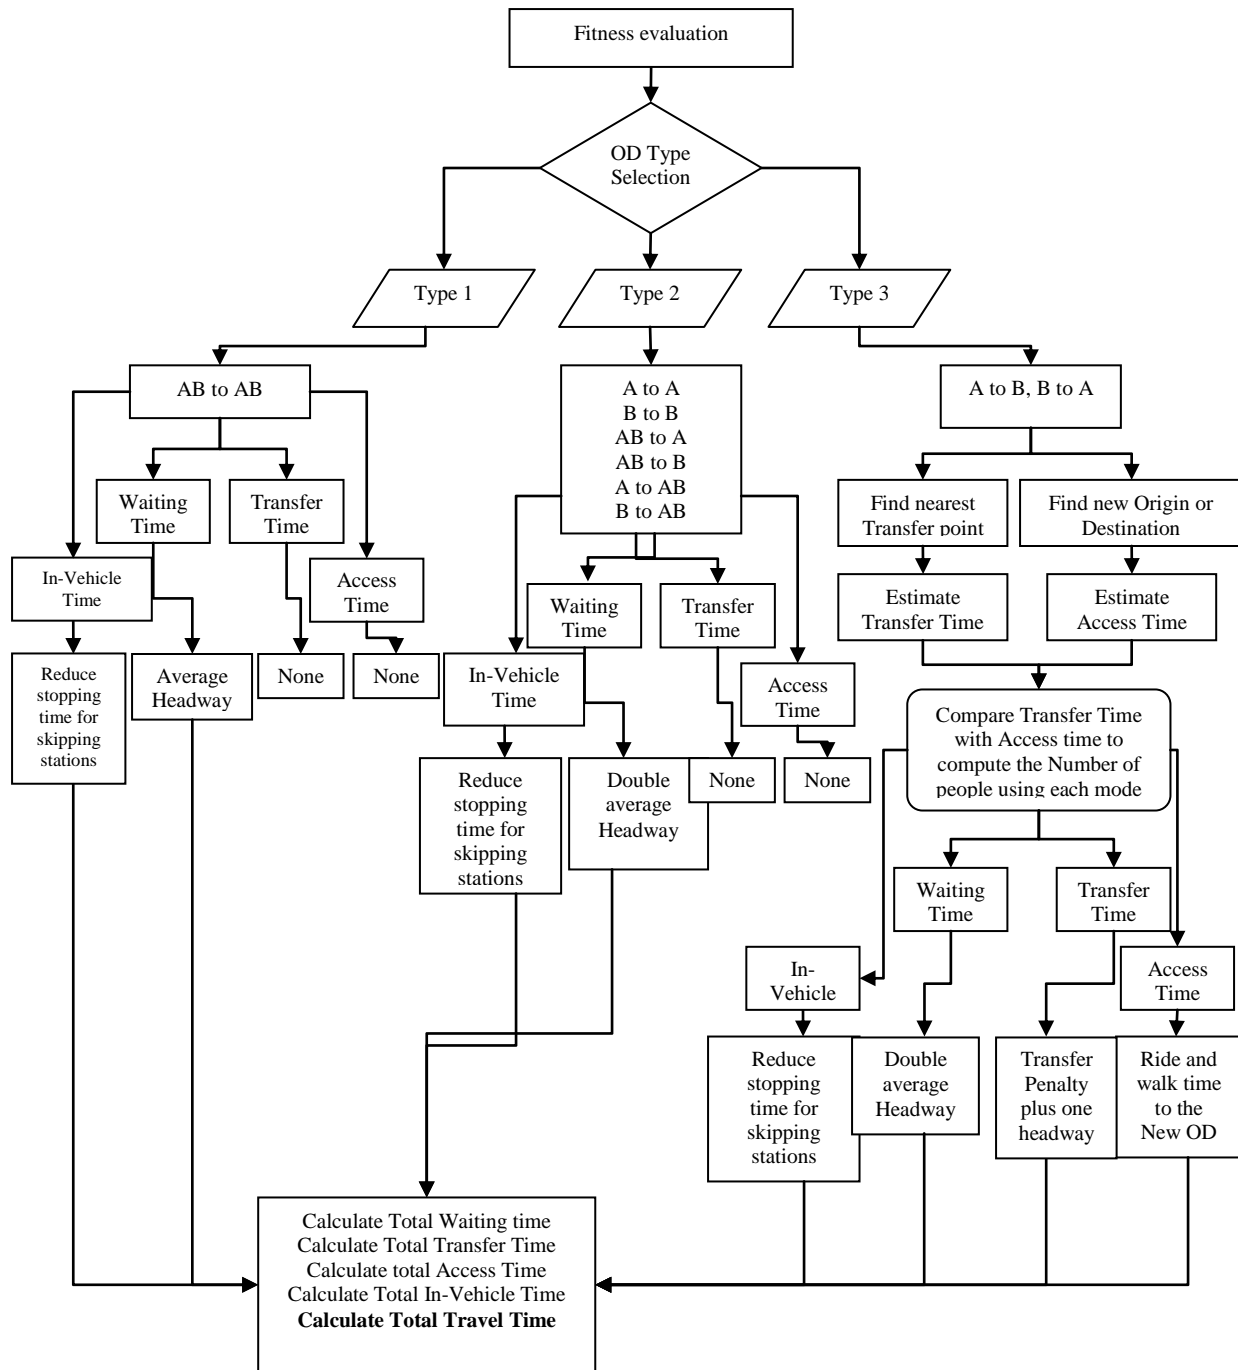 Fitness evaluation
OD Type
Selection
Type 1
Type 2
Type 3
AB to AB
A to A
B to B
AB to A
AB to B
A to AB
B to AB
A to B, B to A
Waiting
Time
Transfer
Time
In-Vehicle
Time
Access
Time
Reduce
stopping
time for
skipping
stations
Average
Headway
None
None
Waiting
Time
Transfer
Time
In-Vehicle
Time
Access
Time
Reduce
stopping
time for
skipping
stations
Double
average
Headway
None
None
Find nearest
Transfer point
Find new Origin or
Destination
Estimate
Transfer Time
Estimate
Access Time
Compare Transfer Time
with Access time to
compute the Number of
people using each mode
Waiting
Time
Transfer
Time
In-
Vehicle
Access
Time
Reduce
stopping
time for
skipping
stations
Double
average
Headway
Transfer
Penalty
plus one
headway
Ride and
walk time
to the
New OD
Calculate Total Waiting time
Calculate Total Transfer Time
Calculate total Access Time
Calculate Total In-Vehicle Time
Calculate Total Travel Time